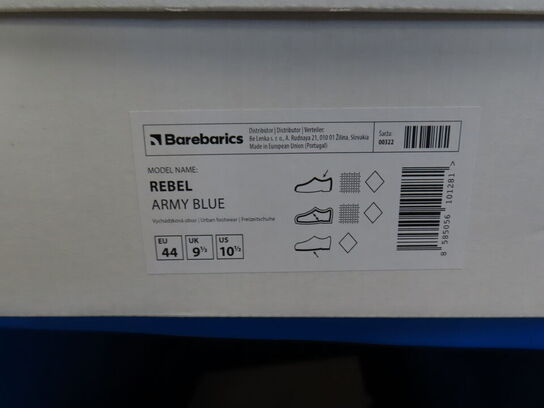 Barebarics
Distributor | Distributor | Verteiler:
Be Lenka s. r. o., A. Rudnaya 21, 010 01 Žilina, Slovakia
Made in European Union (Portugal)
Šarža:
00322
MODEL NAME:
REBEL
ARMY BLUE
Vychádzková obuv | Urban footwear | Freizeitschuhe
EU UK US
44 9½ 10½
8 585056 101281 >